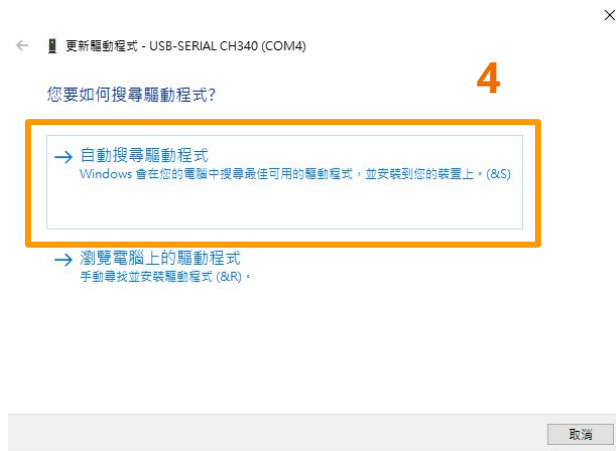 更新驅動程式 - USB-SERIAL CH340 (COM4)
您要如何搜尋驅動程式?
4
自動搜尋驅動程式
Windows 會在您的電腦中搜尋最佳可用的驅動程式，並安裝到您的裝置上。(&S)
瀏覽電腦上的驅動程式
手動尋找並安裝驅動程式 (&R)。
取消